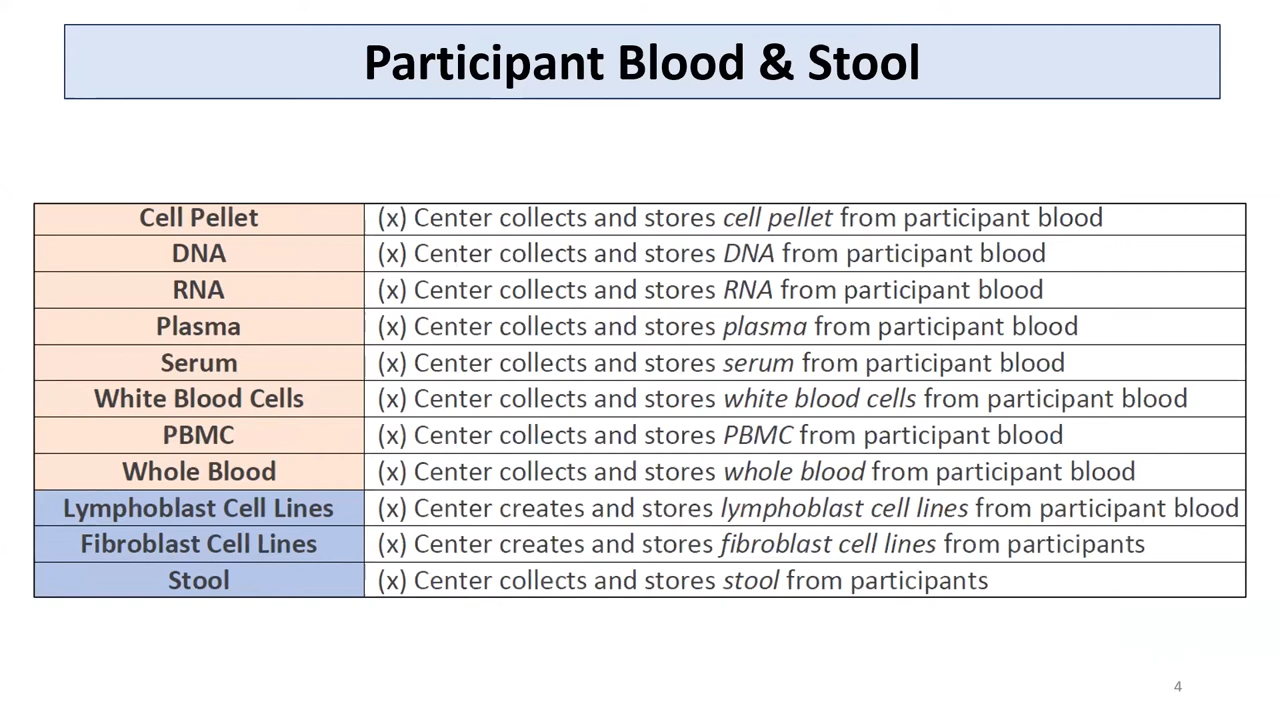 Participant Blood & Stool
Cell Pellet (x) Center collects and stores cell pellet from participant blood
DNA (x) Center collects and stores DNA from participant blood
RNA (x) Center collects and stores RNA from participant blood
Plasma (x) Center collects and stores plasma from participant blood
Serum (x) Center collects and stores serum from participant blood
White Blood Cells (x) Center collects and stores white blood cells from participant blood
PBMC (x) Center collects and stores PBMC from participant blood
Whole Blood (x) Center collects and stores whole blood from participant blood
Lymphoblast Cell Lines (x) Center creates and stores lymphoblast cell lines from participant blood
Fibroblast Cell Lines (x) Center creates and stores fibroblast cell lines from participants
Stool (x) Center collects and stores stool from participants
4